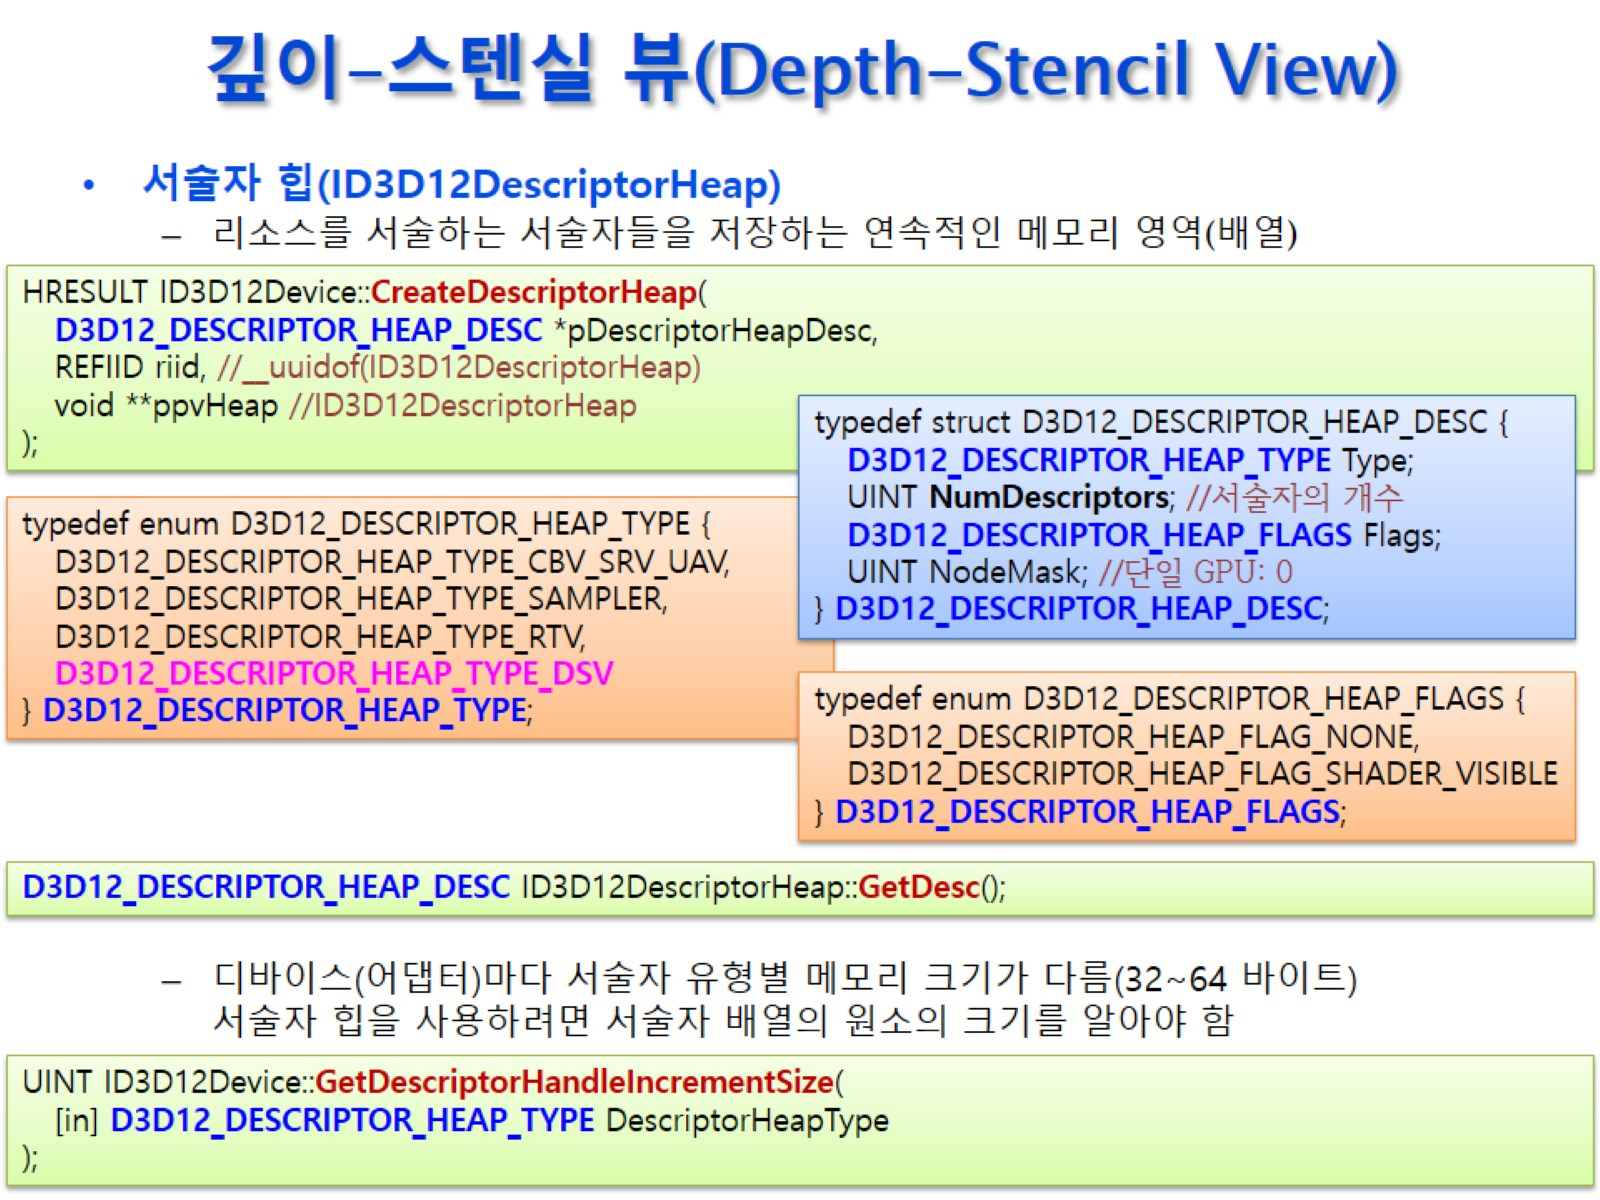 깊이-스텐실 뷰(Depth-Stencil View)
• 서술자 힙(ID3D12DescriptorHeap)
– 리소스를 서술하는 서술자들을 저장하는 연속적인 메모리 영역(배열)
HRESULT ID3D12Device::CreateDescriptorHeap(
D3D12_DESCRIPTOR_HEAP_DESC *pDescriptorHeapDesc,
REFIID riid, //__uuidof(ID3D12DescriptorHeap)
void **ppvHeap //ID3D12DescriptorHeap
);
typedef struct D3D12_DESCRIPTOR_HEAP_DESC {
D3D12_DESCRIPTOR_HEAP_TYPE Type;
UINT NumDescriptors; //서술자의 개수
D3D12_DESCRIPTOR_HEAP_FLAGS Flags;
UINT NodeMask; //단일 GPU: 0
} D3D12_DESCRIPTOR_HEAP_DESC;
typedef enum D3D12_DESCRIPTOR_HEAP_TYPE {
D3D12_DESCRIPTOR_HEAP_TYPE_CBV_SRV_UAV,
D3D12_DESCRIPTOR_HEAP_TYPE_SAMPLER,
D3D12_DESCRIPTOR_HEAP_TYPE_RTV,
D3D12_DESCRIPTOR_HEAP_TYPE_DSV
} D3D12_DESCRIPTOR_HEAP_TYPE;
typedef enum D3D12_DESCRIPTOR_HEAP_FLAGS {
D3D12_DESCRIPTOR_HEAP_FLAG_NONE,
D3D12_DESCRIPTOR_HEAP_FLAG_SHADER_VISIBLE
} D3D12_DESCRIPTOR_HEAP_FLAGS;
D3D12_DESCRIPTOR_HEAP_DESC ID3D12DescriptorHeap::GetDesc();
– 디바이스(어댑터)마다 서술자 유형별 메모리 크기가 다름(32~64 바이트)
서술자 힙을 사용하려면 서술자 배열의 원소의 크기를 알아야 함
UINT ID3D12Device::GetDescriptorHandleIncrementSize(
[in] D3D12_DESCRIPTOR_HEAP_TYPE DescriptorHeapType
);